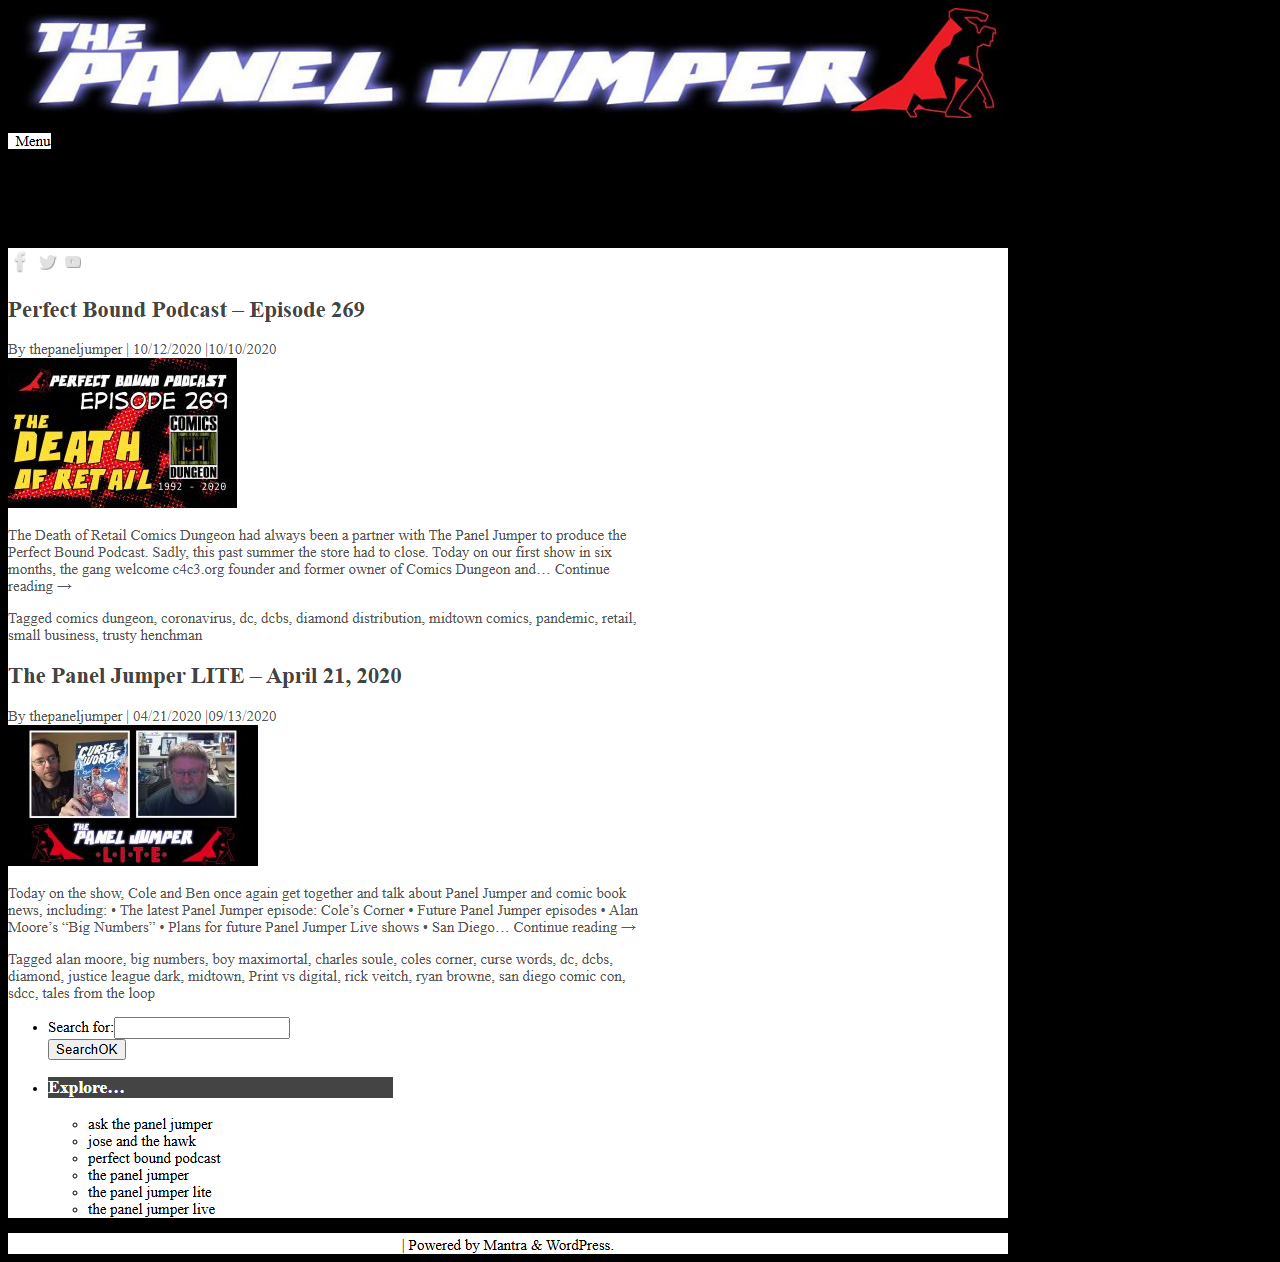 THE
PANEL JUMPER
Menu
Perfect Bound Podcast – Episode 269
By thepaneljumper | 10/12/2020 |10/10/2020
PERFECT BOUND PODCAST
EPISODE 269
THE
DEATH
OF RETAIL
COMICS
DUNGEON
1992 - 2020
The Death of Retail Comics Dungeon had always been a partner with The Panel Jumper to produce the
Perfect Bound Podcast. Sadly, this past summer the store had to close. Today on our first show in six
months, the gang welcome c4c3.org founder and former owner of Comics Dungeon and… Continue
reading →
Tagged comics dungeon, coronavirus, dc, dcbs, diamond distribution, midtown comics, pandemic, retail,
small business, trusty henchman
The Panel Jumper LITE – April 21, 2020
By thepaneljumper | 04/21/2020 |09/13/2020
CURSE
WORDS
THE
PANEL JUMPER
•L•I•T•E•
Today on the show, Cole and Ben once again get together and talk about Panel Jumper and comic book
news, including: • The latest Panel Jumper episode: Cole’s Corner • Future Panel Jumper episodes • Alan
Moore’s “Big Numbers” • Plans for future Panel Jumper Live shows • San Diego… Continue reading →
Tagged alan moore, big numbers, boy maximortal, charles soule, coles corner, curse words, dc, dcbs,
diamond, justice league dark, midtown, Print vs digital, rick veitch, ryan browne, san diego comic con,
sdcc, tales from the loop
• Search for:
SearchOK
• Explore…
ask the panel jumper
jose and the hawk
perfect bound podcast
the panel jumper
the panel jumper lite
the panel jumper live
| Powered by Mantra & WordPress.